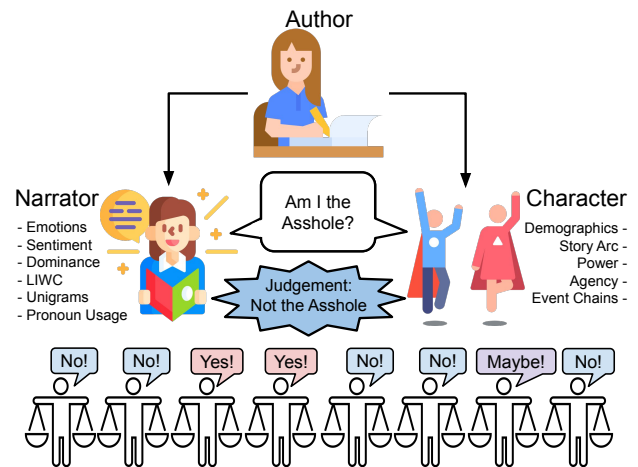 Author
Narrator
- Emotions
- Sentiment
- Dominance
- LIWC
- Unigrams
- Pronoun Usage
Am I the
Asshole?
Judgement:
Not the Asshole
Character
Demographics -
Story Arc -
Power -
Agency -
Event Chains -
No!
No!
Yes!
Yes!
No!
No!
Maybe!
No!